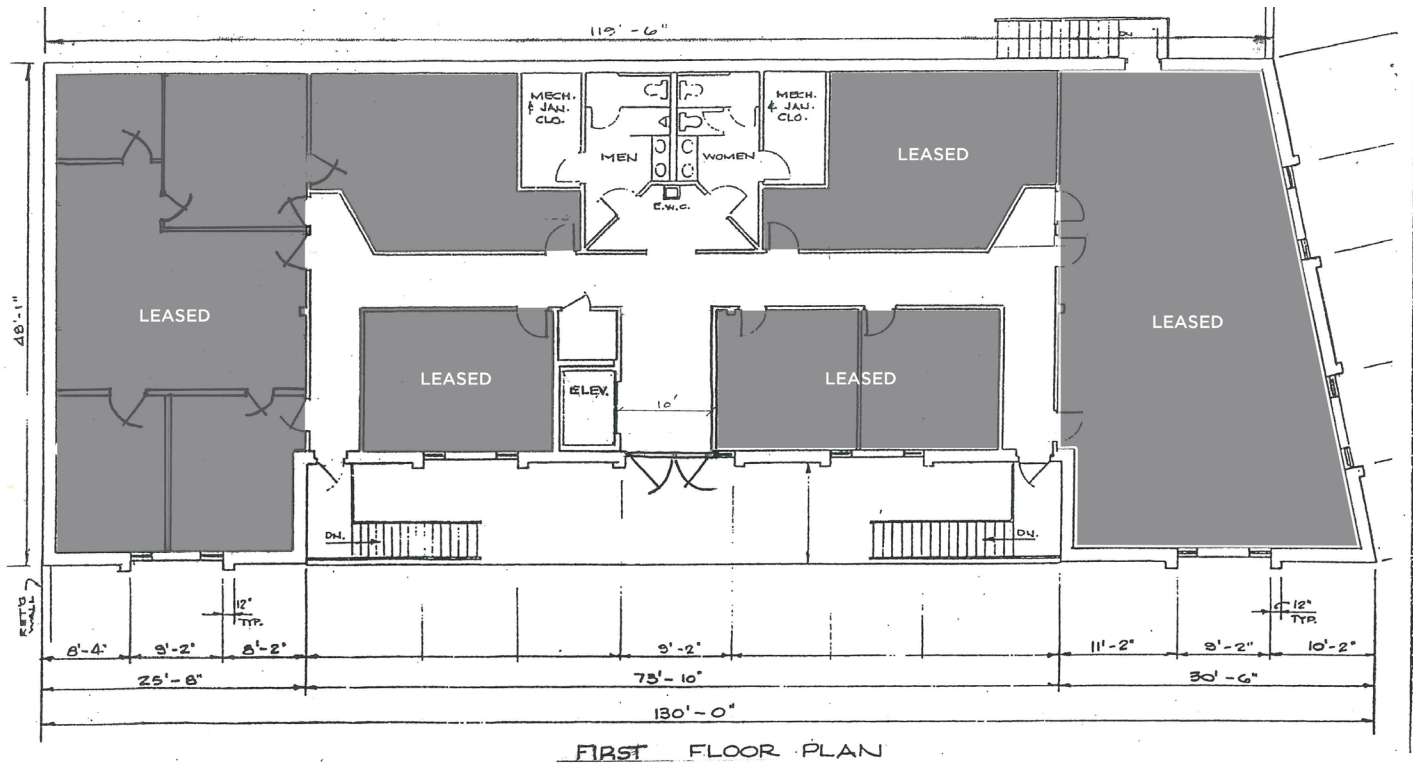 119'-6"
MECH.
& JAN.
CLO.
MEN
WOMEN
MECH.
& JAN.
CLO.
LEASED
E.W.C.
48'-1"
LEASED
LEASED
ELEV.
10'
LEASED
LEASED
DN.
DN.
RET'G
WALL
12"
TYP.
12"
TYP.
8'-4"
9'-2"
8'-2"
9'-2"
11'-2"
9'-2"
10'-2"
25'-8"
73'-10"
30'-6"
130'-0"
FIRST FLOOR PLAN